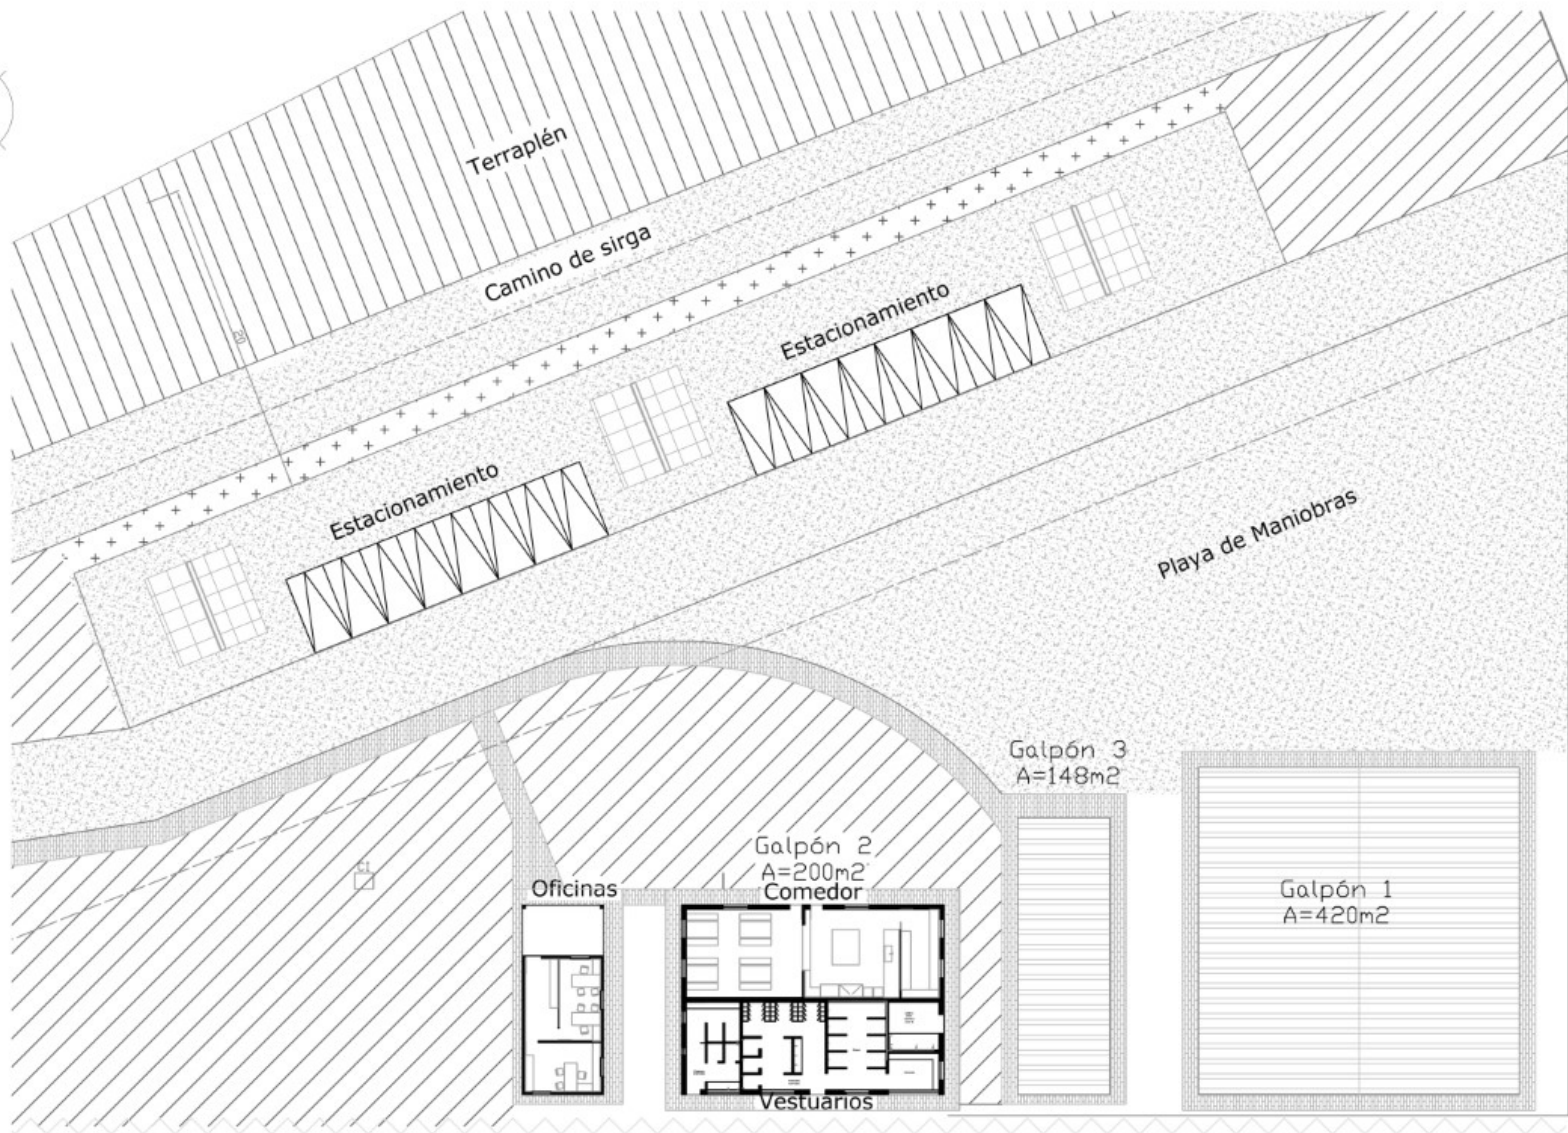 Terraplén
Camino de sirga
20
Estacionamiento
Estacionamiento
Playa de Maniobras
Galpón 3
A=148m2
Galpón 2
A=200m2
Comedor
Oficinas
Galpón 1
A=420m2
Vestuarios